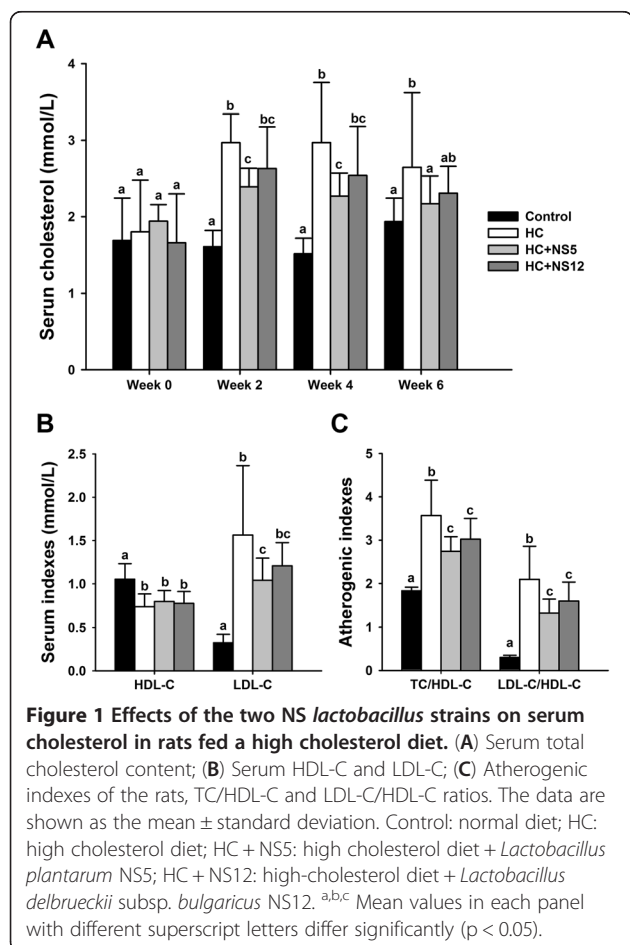 A
Serun cholesterol (mmol/L)
4
3
2
1
0
a a a a
a b c bc
a b c bc
a b a ab
Week 0 Week 2 Week 4 Week 6
Control
HC
HC+NS5
HC+NS12
B
Serum indexes (mmol/L)
2.5
2.0
1.5
1.0
0.5
0.0
a b b b
a b c bc
HDL-C LDL-C
C
Atherogenic indexes
5
4
3
2
1
0
a b c c
a b c c
TC/HDL-C LDL-C/HDL-C
Figure 1 Effects of the two NS lactobacillus strains on serum
cholesterol in rats fed a high cholesterol diet. (A) Serum total
cholesterol content; (B) Serum HDL-C and LDL-C; (C) Atherogenic
indexes of the rats, TC/HDL-C and LDL-C/HDL-C ratios. The data are
shown as the mean ± standard deviation. Control: normal diet; HC:
high cholesterol diet; HC + NS5: high cholesterol diet + Lactobacillus
plantarum NS5; HC + NS12: high-cholesterol diet + Lactobacillus
delbrueckii subsp. bulgaricus NS12. a,b,c Mean values in each panel
with different superscript letters differ significantly (p < 0.05).